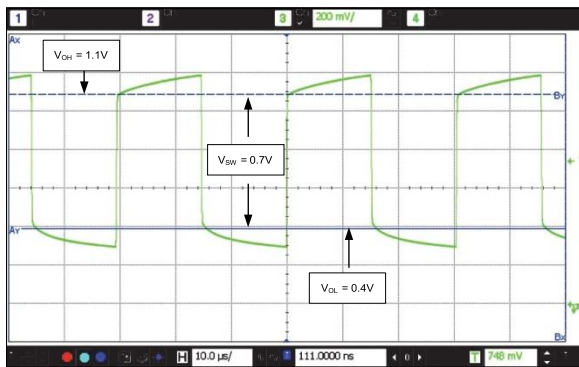 1 2 3 200 mV/ 4
Ax
V_OH = 1.1V
By
V_SW = 0.7V
Ay
V_OL = 0.4V
Bx
H 10.0 µs/ 111.0000 ns 0 T 748 mV